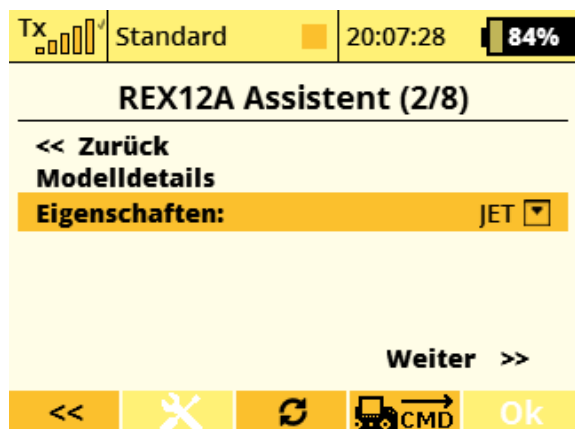 Tx Standard 20:07:28 84%
REX12A Assistent (2/8)
<< Zurück
Modelldetails
Eigenschaften: JET
Weiter >>
<< CMD Ok